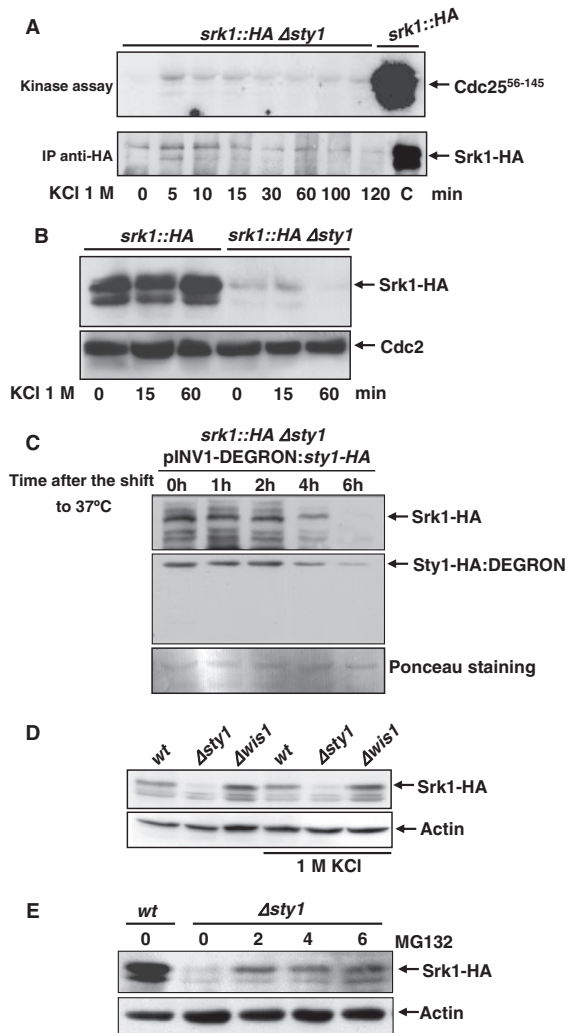 A
srk1::HA Δsty1
srk1::HA
Kinase assay
Cdc25⁵⁶⁻¹⁴⁵
IP anti-HA
Srk1-HA
KCl 1 M 0 5 10 15 30 60 100 120 C min
B
srk1::HA srk1::HA Δsty1
Srk1-HA
Cdc2
KCl 1 M 0 15 60 0 15 60 min
C
srk1::HA Δsty1
pINV1-DEGRON:sty1-HA
Time after the shift
to 37ºC
0h 1h 2h 4h 6h
Srk1-HA
Sty1-HA:DEGRON
Ponceau staining
D
wt Δsty1 Δwis1 wt Δsty1 Δwis1
Srk1-HA
Actin
1 M KCl
E
wt Δsty1
0 0 2 4 6 MG132
Srk1-HA
Actin